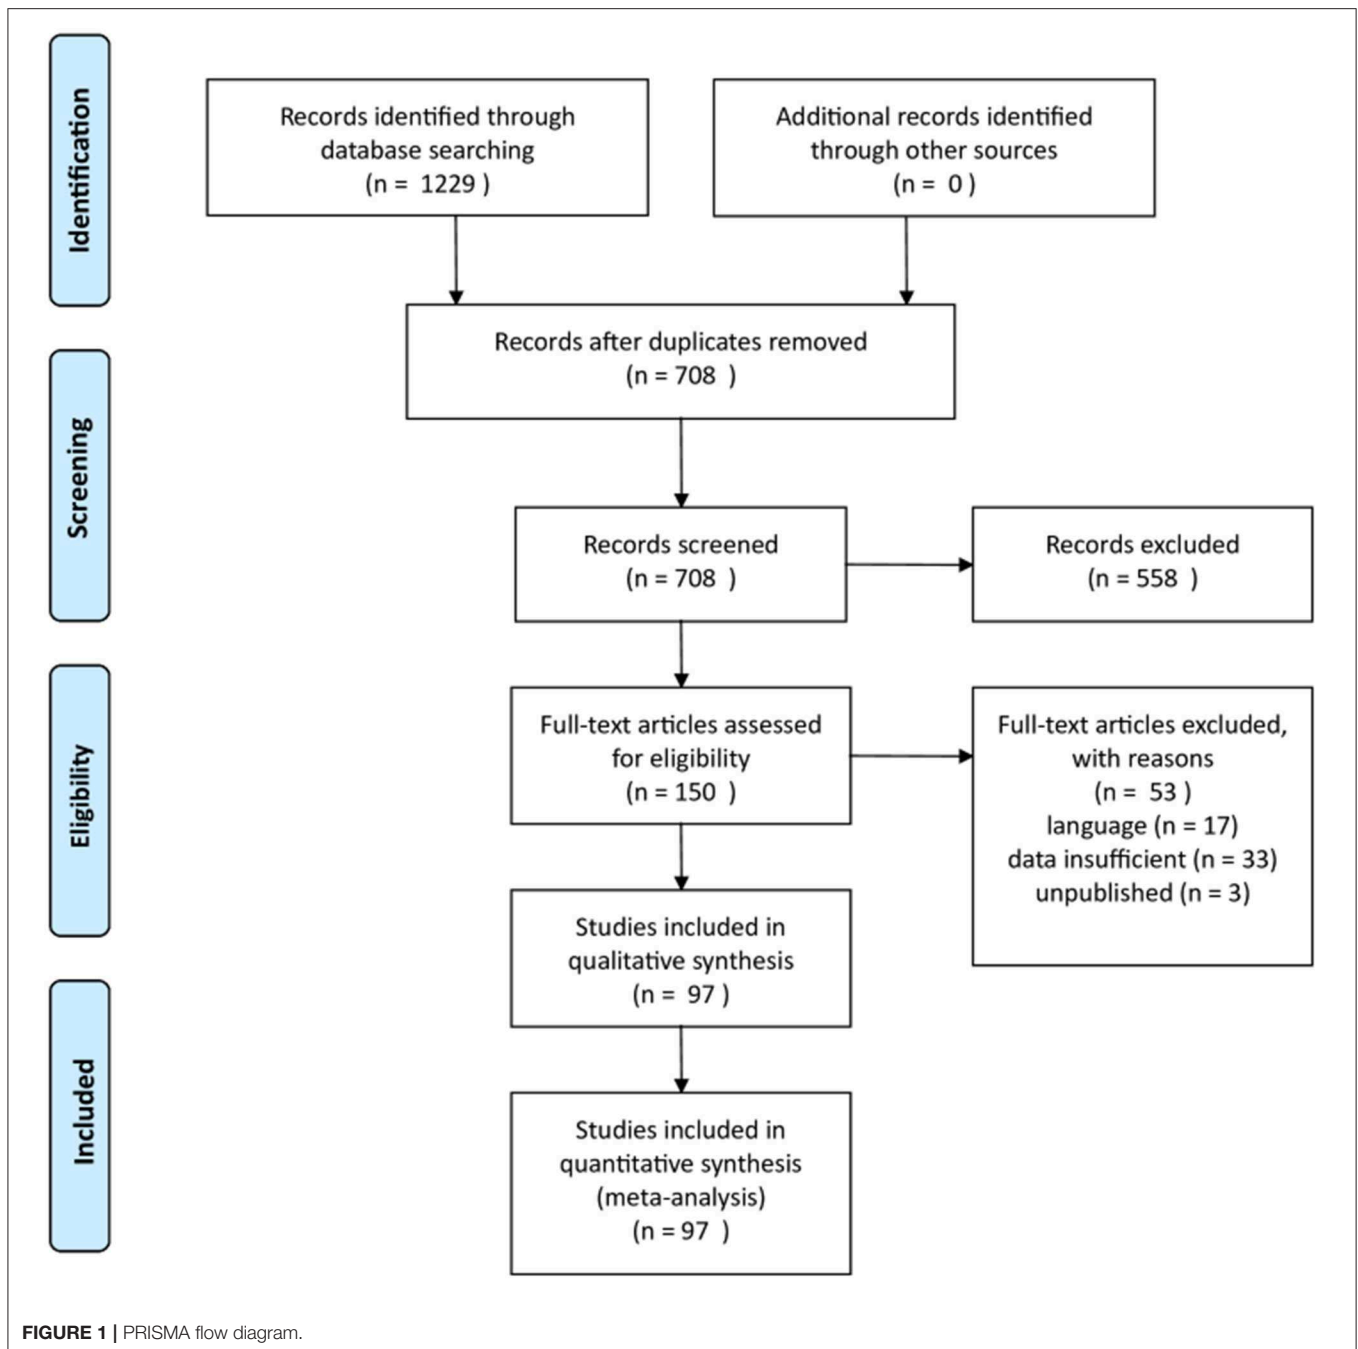 Identification
Records identified through
database searching
(n = 1229 )
Additional records identified
through other sources
(n = 0 )
Records after duplicates removed
(n = 708 )
Screening
Records screened
(n = 708 )
Records excluded
(n = 558 )
Eligibility
Full-text articles assessed
for eligibility
(n = 150 )
Full-text articles excluded,
with reasons
(n = 53 )
language (n = 17)
data insufficient (n = 33)
unpublished (n = 3)
Studies included in
qualitative synthesis
(n = 97 )
Included
Studies included in
quantitative synthesis
(meta-analysis)
(n = 97 )
FIGURE 1 | PRISMA flow diagram.